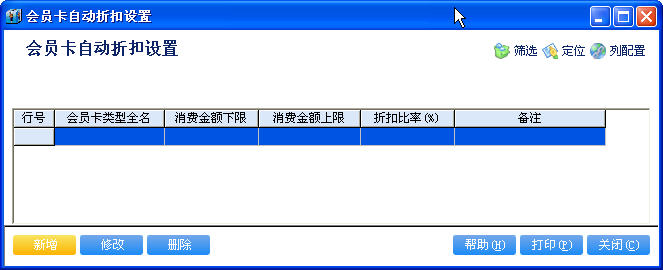 会员卡自动折扣设置
会员卡自动折扣设置
筛选 定位 列配置
行号 会员卡类型全名 消费金额下限 消费金额上限 折扣比率(%) 备注
新增 修改 删除 帮助(H) 打印(P) 关闭(C)